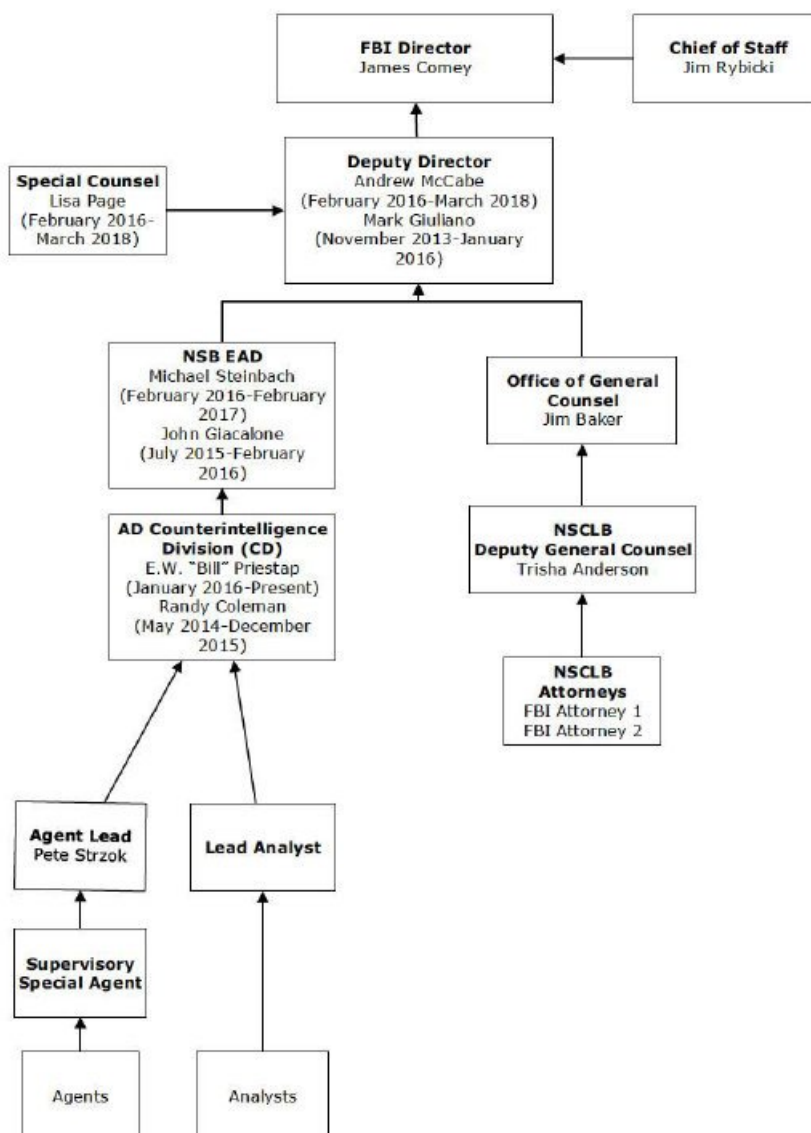 FBI Director
James Comey
Chief of Staff
Jim Rybicki
Deputy Director
Andrew McCabe
(February 2016-March 2018)
Mark Giuliano
(November 2013-January
2016)
Special Counsel
Lisa Page
(February 2016-
March 2018)
NSB EAD
Michael Steinbach
(February 2016-February
2017)
John Giacalone
(July 2015-February
2016)
Office of General
Counsel
Jim Baker
AD Counterintelligence
Division (CD)
E.W. "Bill" Priestap
(January 2016-Present)
Randy Coleman
(May 2014-December
2015)
NSCLB
Deputy General Counsel
Trisha Anderson
NSCLB
Attorneys
FBI Attorney 1
FBI Attorney 2
Agent Lead
Pete Strzok
Lead Analyst
Supervisory
Special Agent
Agents
Analysts